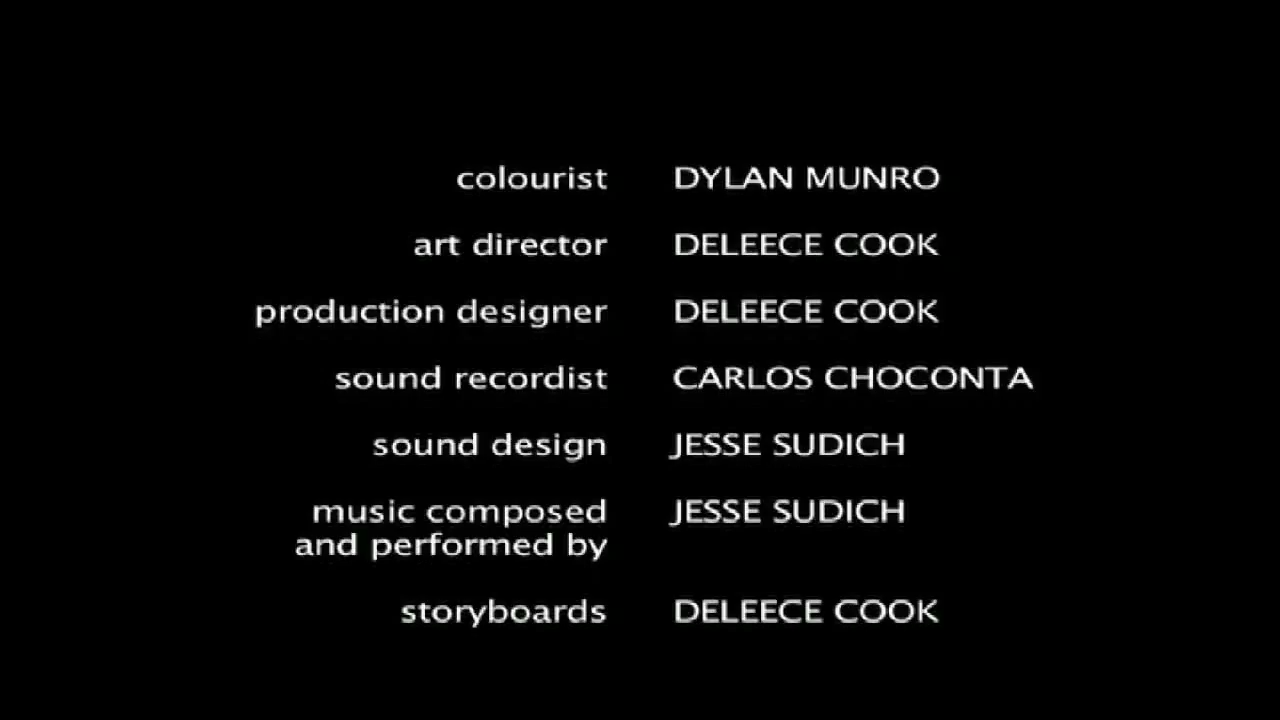 colourist DYLAN MUNRO
art director DELEECE COOK
production designer DELEECE COOK
sound recordist CARLOS CHOCONTA
sound design JESSE SUDICH
music composed JESSE SUDICH
and performed by
storyboards DELEECE COOK